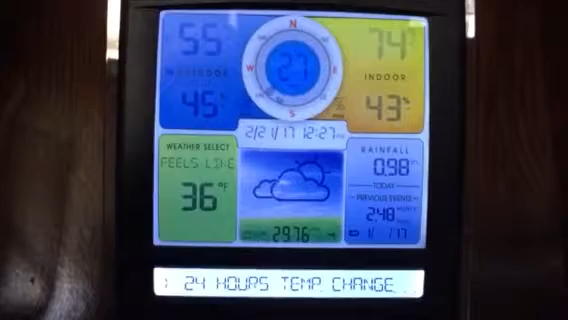 55°
OUTDOOR
45%
N
W
E
S
27
74°
INDOOR
43%
2/21/17 12:27
WEATHER SELECT
FEELS LIKE
36°F
RAINFALL
0.98
TODAY
PREVIOUS EVENTS
2.48
1/ /17
29.76
24 HOURS TEMP. CHANGE...